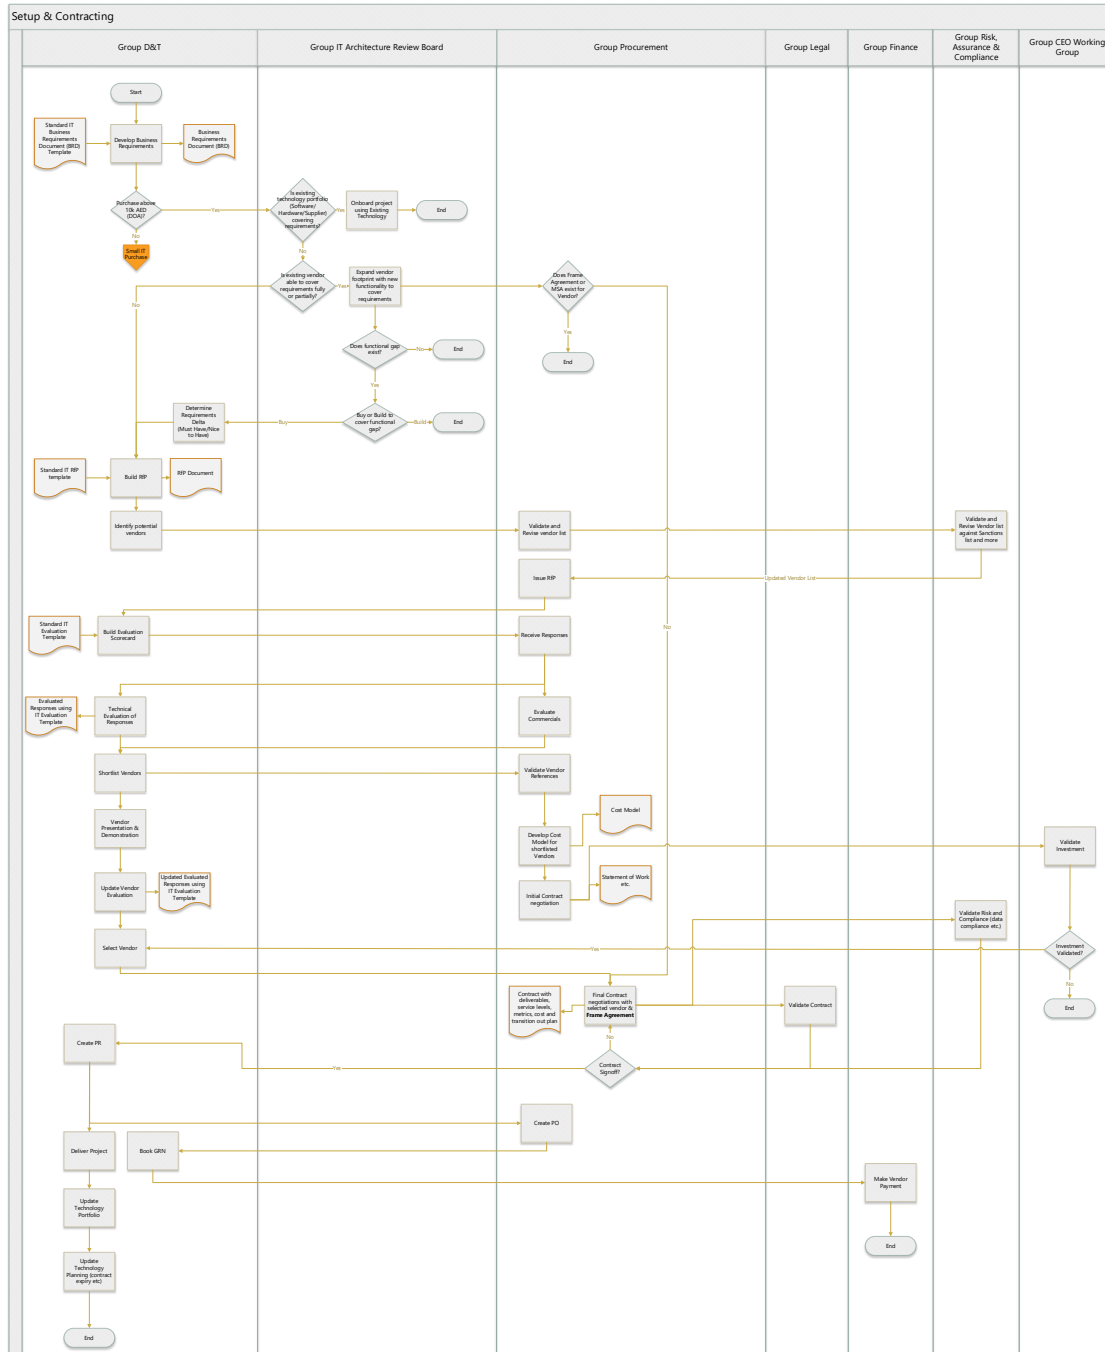 Setup & Contracting
Group D&T
Group IT Architecture Review Board
Group Procurement
Group Legal
Group Finance
Group Risk,
Assurance &
Compliance
Group CEO Working
Group
Start
Standard IT
Business
Requirements
Document (BRD)
Template
Develop Business
Requirements
Business
Requirements
Document (BRD)
Purchase above
10k AED
(DOA)?
Yes
Is existing
technology portfolio
(Software/
Hardware/Supplier)
covering
requirements?
Yes
Onboard project
using Existing
Technology
End
No
Small IT
Purchase
No
Is existing vendor
able to cover
requirements fully
or partially?
Yes
Expand vendor
footprint with new
functionality to
cover
requirements
Does Frame
Agreement or
MSA exist for
Vendor?
No
Yes
End
Does functional gap
exist?
No
End
Yes
Determine
Requirements
Delta
(Must Have/Nice
to Have)
Buy
Buy or Build to
cover functional
gap?
Build
End
Standard IT RfP
template
Build RfP
RfP Document
Identify potential
vendors
Validate and
Revise vendor list
Validate and
Revise Vendor list
against Sanctions
list and more
Issue RfP
Updated Vendor List
Standard IT
Evaluation
Template
Build Evaluation
Scorecard
Receive Responses
No
Evaluated
Responses using
IT Evaluation
Template
Technical
Evaluation of
Responses
Evaluate
Commercials
Shortlist Vendors
Validate Vendor
References
Vendor
Presentation &
Demonstration
Cost Model
Develop Cost
Model for
shortlisted
Vendors
Validate
Investment
Update Vendor
Evaluation
Updated Evaluated
Responses using
IT Evaluation
Template
Initial Contract
negotiation
Statement of Work
etc.
Validate Risk and
Compliance (data
compliance etc.)
Select Vendor
Yes
Investment
Validated?
No
End
Contract with
deliverables,
service levels,
metrics, cost and
transition out plan
Final Contract
negotiations with
selected vendor &
Frame Agreement
Validate Contract
No
Create PR
Yes
Contract
Signoff?
Create PO
Deliver Project
Book GRN
Make Vendor
Payment
Update
Technology
Portfolio
End
Update
Technology
Planning (contract
expiry etc)
End